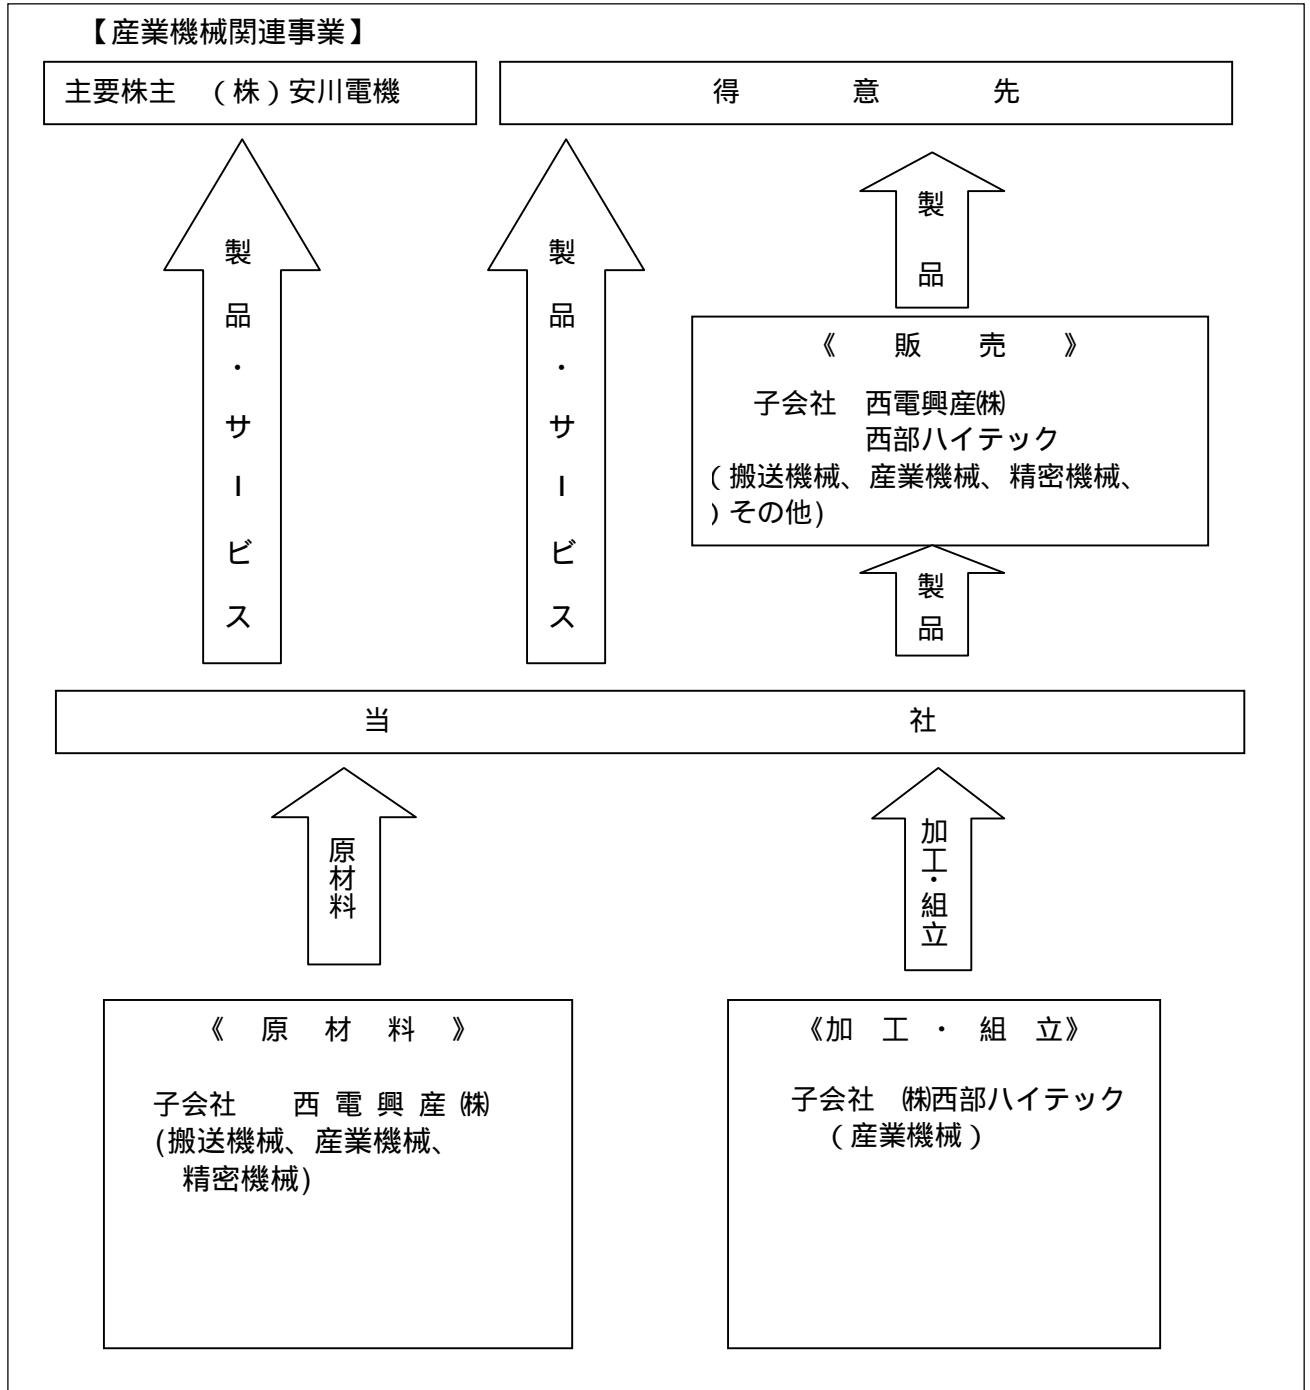 【産業機械関連事業】
主要株主 (株)安川電機
得意先
製品・サービス
製品・サービス
製品
《 販 売 》
子会社 西電興産㈱
西部ハイテック
(搬送機械、産業機械、精密機械、
)その他)
製品
当社
原材料
加工・組立
《 原 材 料 》
子会社 西電興産㈱
(搬送機械、産業機械、
精密機械)
《加 工 ・ 組 立》
子会社 ㈱西部ハイテック
(産業機械)